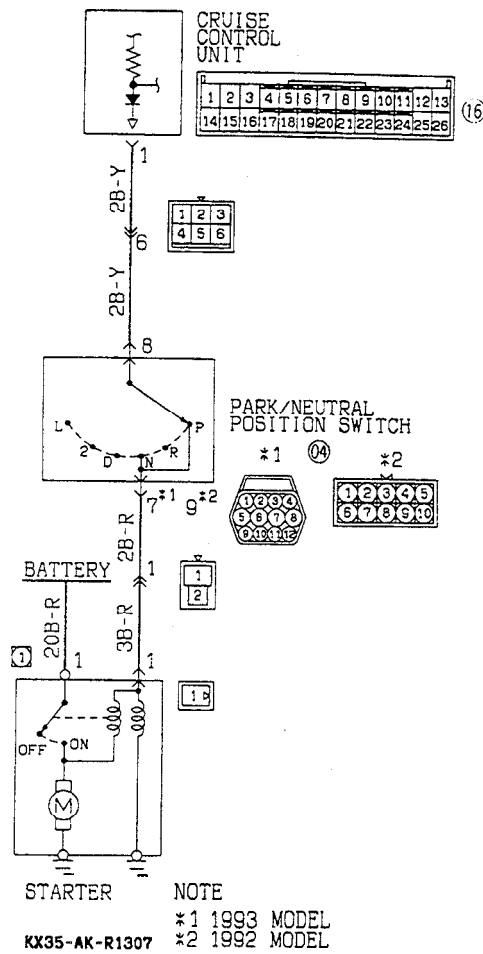 CRUISE
CONTROL
UNIT
1 2 3 4 5 6 7 8 9 10 11 12 13
14 15 16 17 18 19 20 21 22 23 24 25 26
16
1
2B-Y
1 2 3
4 5 6
6
2B-Y
8
L 2 D N R P
PARK/NEUTRAL
POSITION SWITCH
*1 04 *2
1 2 3 4
5 6 7 8
9 10 11 12
1 2 3 4 5
6 7 8 9 10
7*1 9*2
2B-R
1
1
2
BATTERY
20B-R
3B-R
1
1
1
1
OFF ON
M
STARTER
NOTE
*1 1993 MODEL
*2 1992 MODEL
KX35-AK-R1307